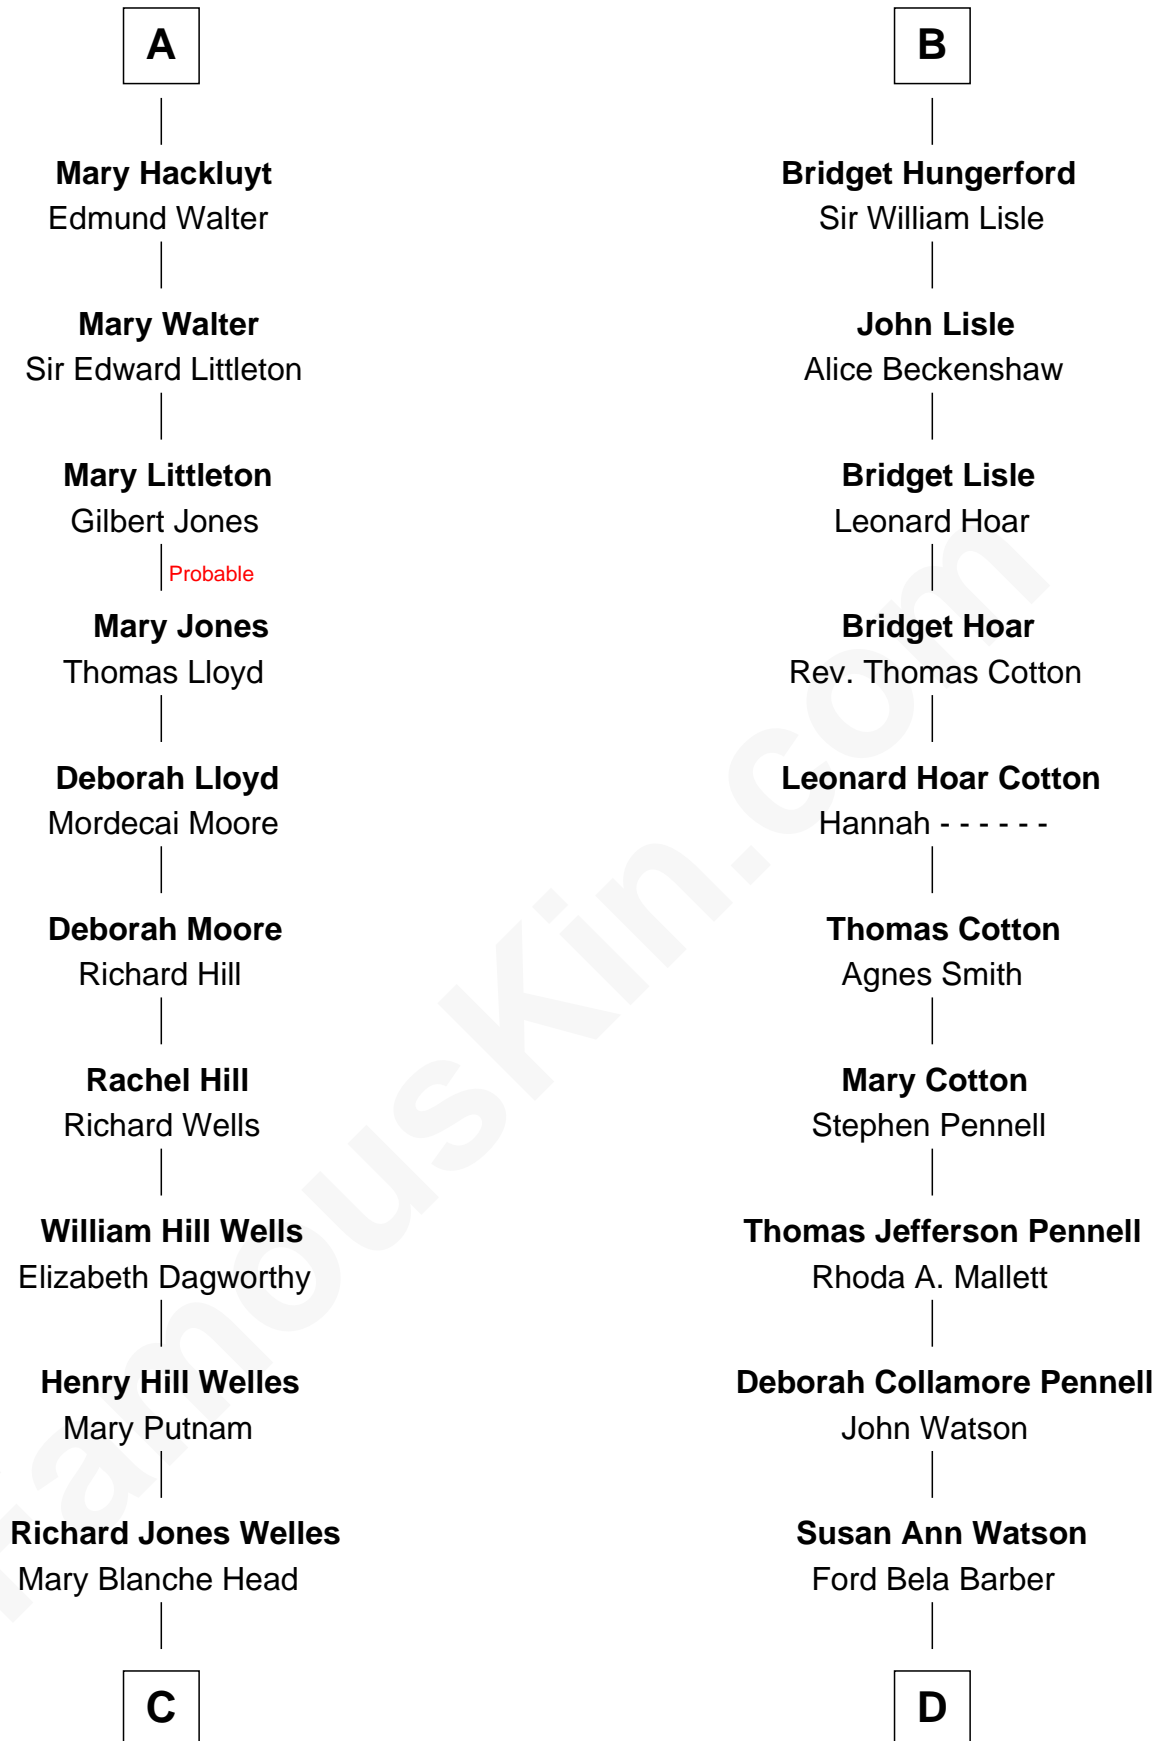 A
Mary Hackluyt
Edmund Walter
Mary Walter
Sir Edward Littleton
Mary Littleton
Gilbert Jones
Probable
Mary Jones
Thomas Lloyd
Deborah Lloyd
Mordecai Moore
Deborah Moore
Richard Hill
Rachel Hill
Richard Wells
William Hill Wells
Elizabeth Dagworthy
Henry Hill Welles
Mary Putnam
Richard Jones Welles
Mary Blanche Head
C
B
Bridget Hungerford
Sir William Lisle
John Lisle
Alice Beckenshaw
Bridget Lisle
Leonard Hoar
Bridget Hoar
Rev. Thomas Cotton
Leonard Hoar Cotton
Hannah - - - - - -
Thomas Cotton
Agnes Smith
Mary Cotton
Stephen Pennell
Thomas Jefferson Pennell
Rhoda A. Mallett
Deborah Collamore Pennell
John Watson
Susan Ann Watson
Ford Bela Barber
D
FamousKin.com